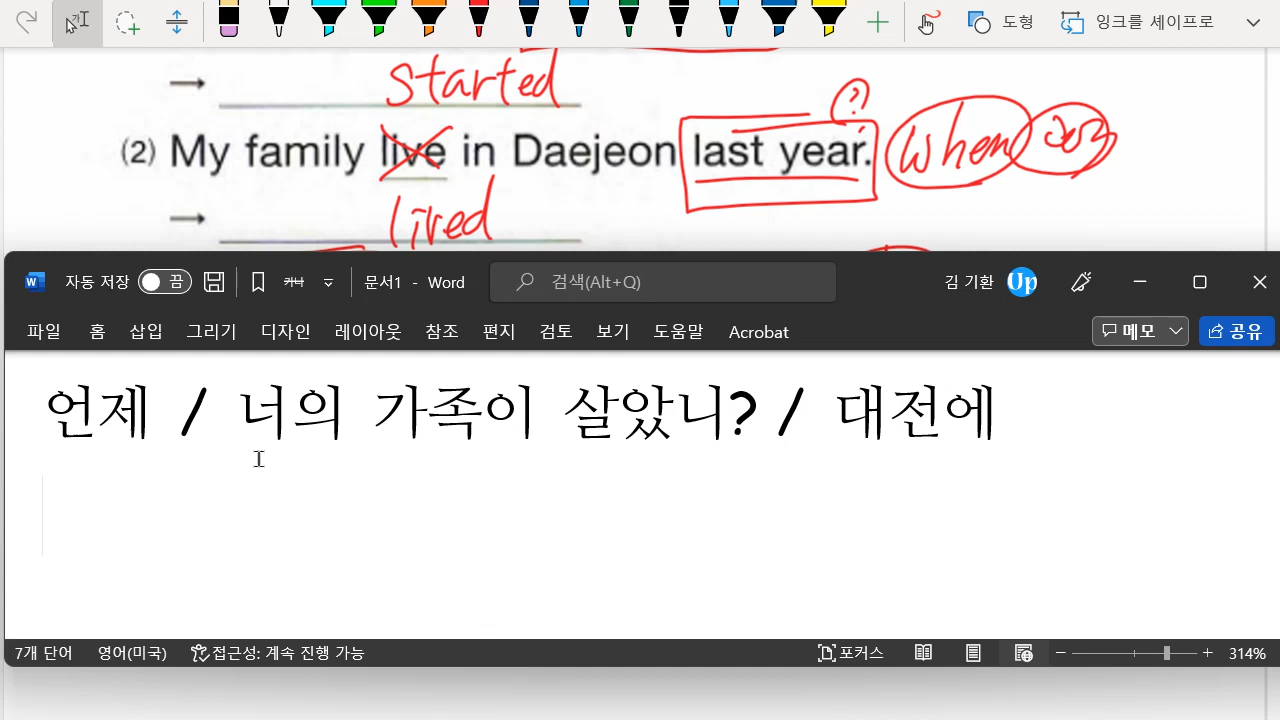 도형
잉크를 셰이프로
→ started
(2) My family live in Daejeon last year. (?) When 언제
→ lived
자동 저장 끔 가나 문서1 - Word 검색(Alt+Q) 김 기환 Up
파일 홈 삽입 그리기 디자인 레이아웃 참조 편지 검토 보기 도움말 Acrobat 메모 공유
언제 / 너의 가족이 살았니? / 대전에
7개 단어 영어(미국) 접근성: 계속 진행 가능 포커스 314%